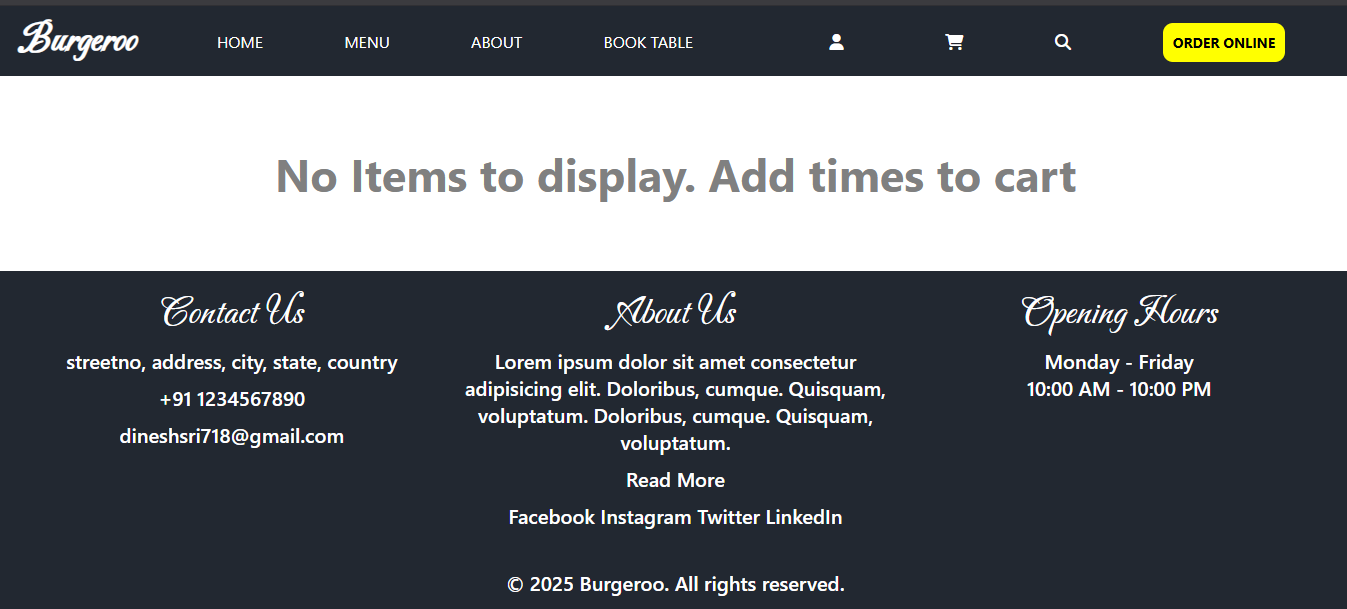 Burgeroo
HOME MENU ABOUT BOOK TABLE ORDER ONLINE
No Items to display. Add times to cart
Contact Us
streetno, address, city, state, country
+91 1234567890
dineshsri718@gmail.com
About Us
Lorem ipsum dolor sit amet consectetur
adipisicing elit. Doloribus, cumque. Quisquam,
voluptatum. Doloribus, cumque. Quisquam,
voluptatum.
Read More
Facebook Instagram Twitter LinkedIn
Opening Hours
Monday - Friday
10:00 AM - 10:00 PM
© 2025 Burgeroo. All rights reserved.